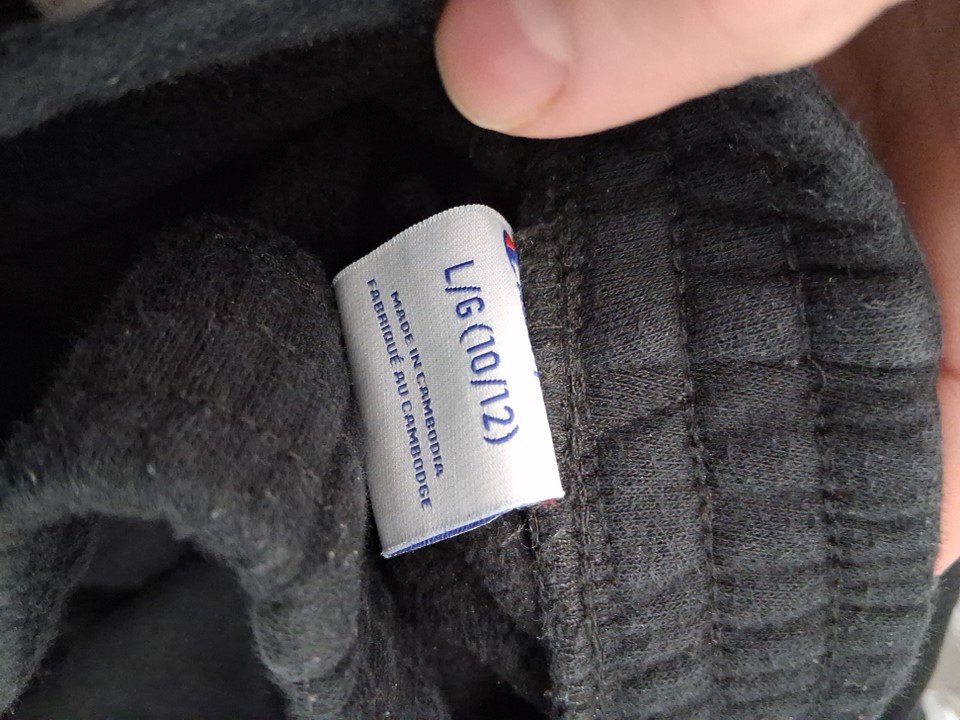 L/G (10/12)
MADE IN CAMBODIA
FABRIQUÉ AU CAMBODGE